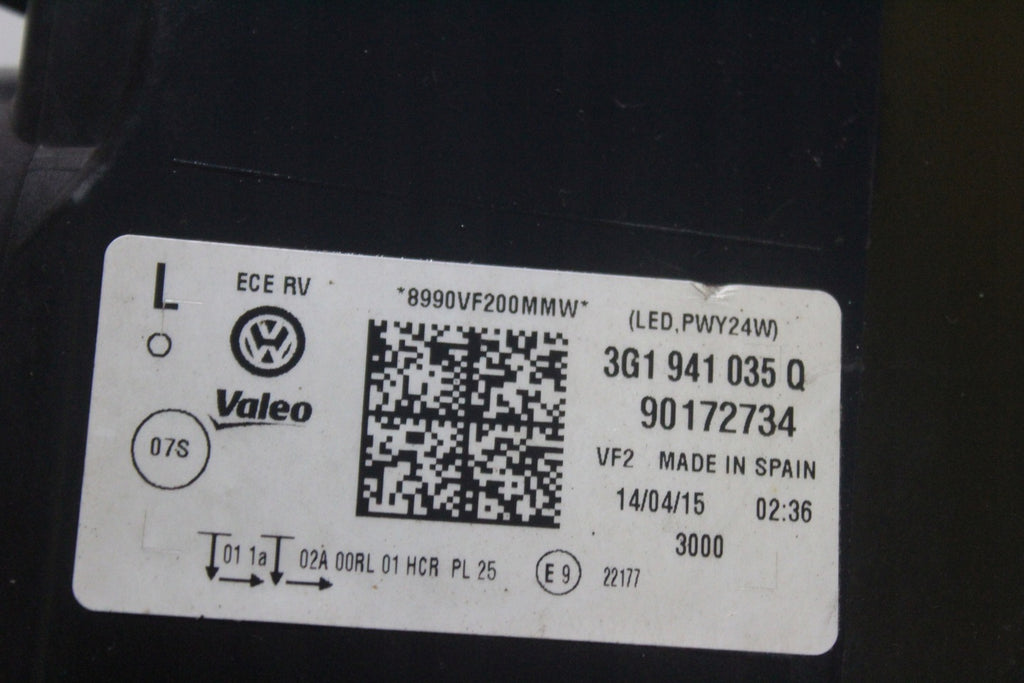 L
ECE RV
*8990VF200MMW*
(LED,PWY24W)
3G1 941 035 Q
Valeo
90172734
07S
VF2 MADE IN SPAIN
14/04/15 02:36
3000
01 1a 02A 00RL 01 HCR PL 25
E 9
22177